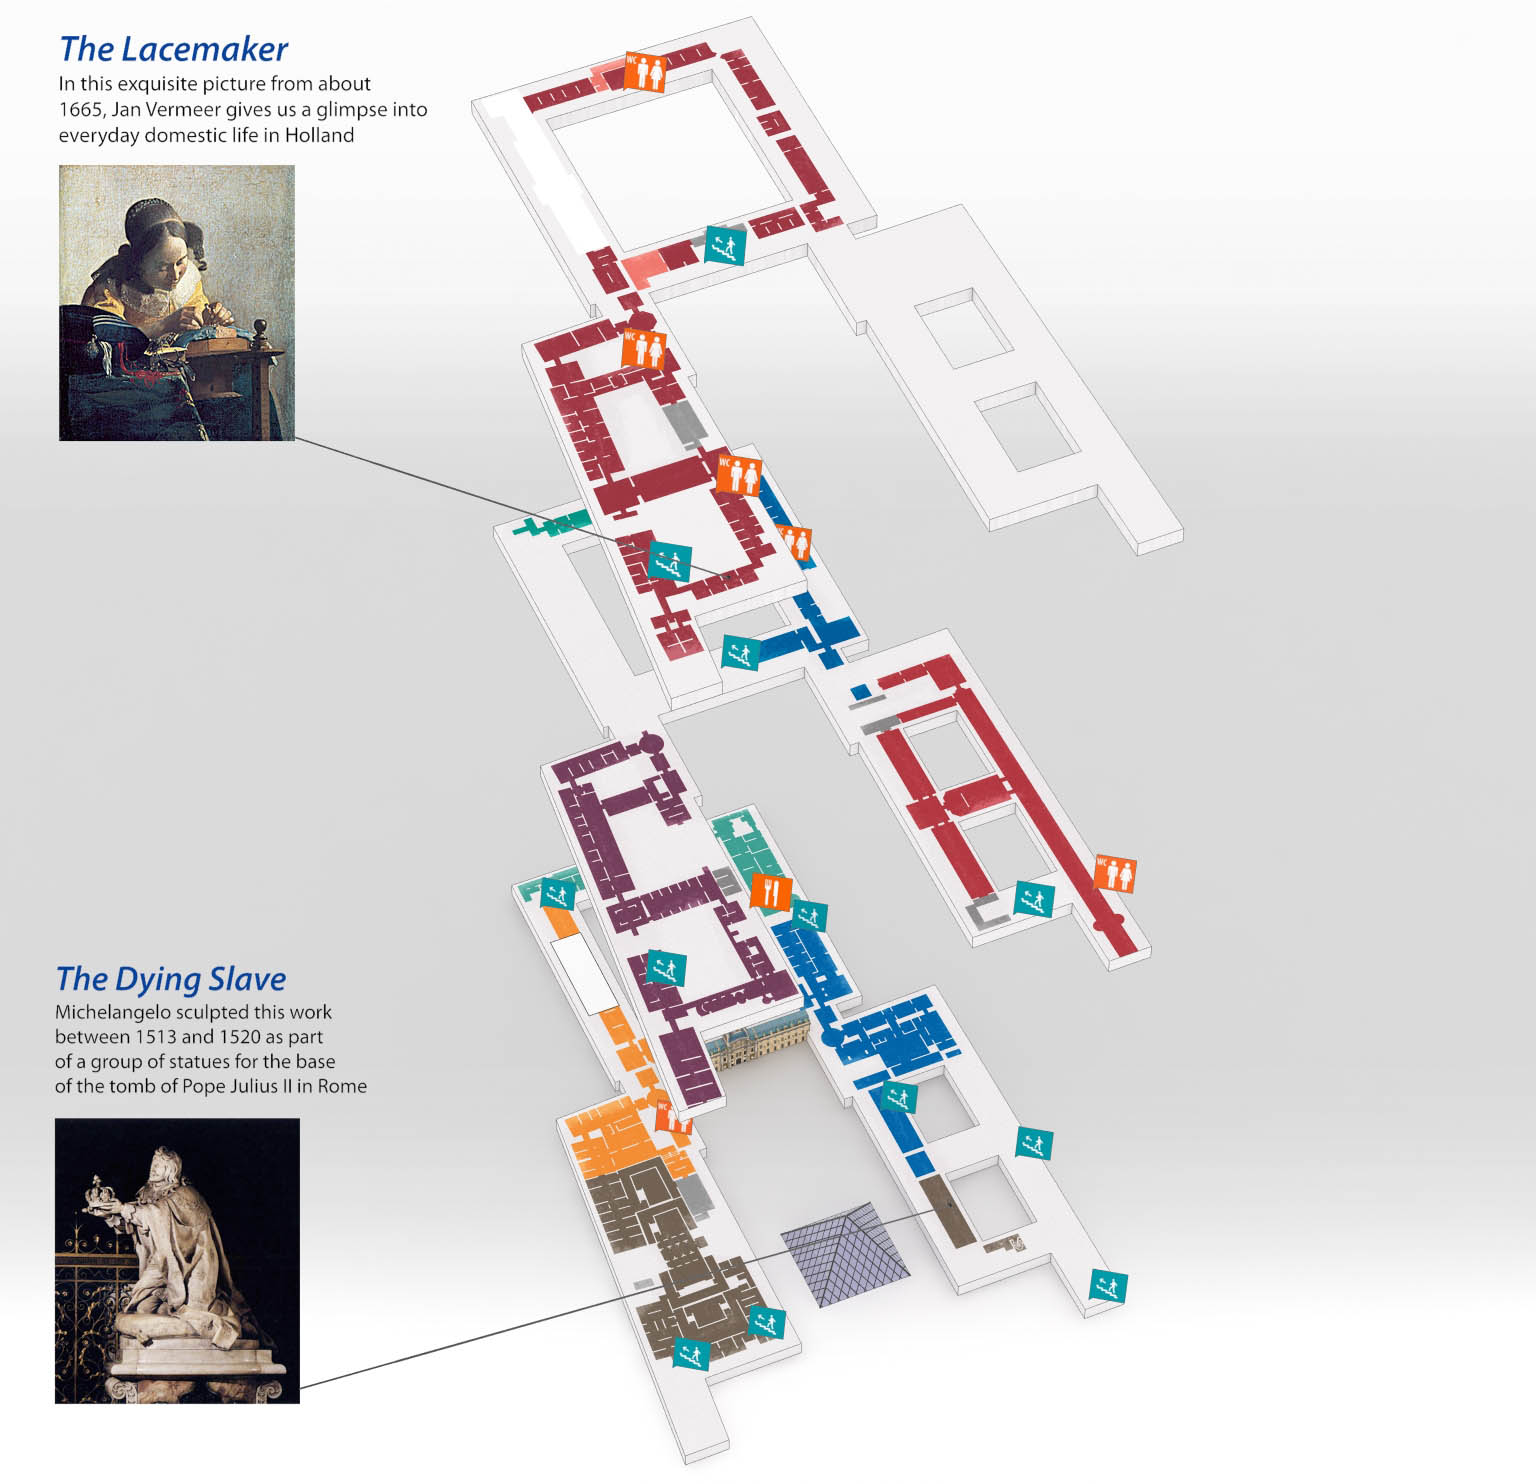 The Lacemaker
In this exquisite picture from about
1665, Jan Vermeer gives us a glimpse into
everyday domestic life in Holland
WC
WC
WC
WC
The Dying Slave
Michelangelo sculpted this work
between 1513 and 1520 as part
of a group of statues for the base
of the tomb of Pope Julius II in Rome
WC